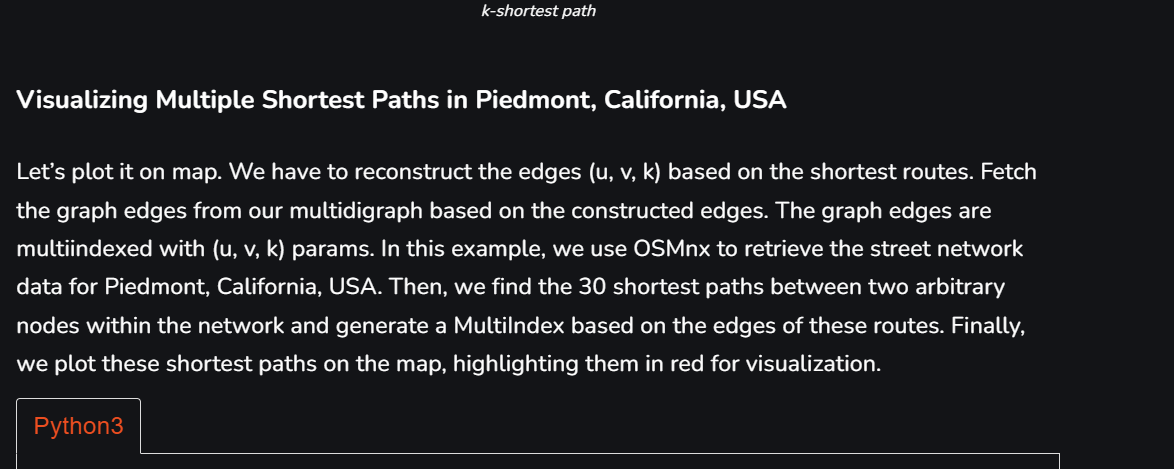 k-shortest path
Visualizing Multiple Shortest Paths in Piedmont, California, USA
Let’s plot it on map. We have to reconstruct the edges (u, v, k) based on the shortest routes. Fetch
the graph edges from our multidigraph based on the constructed edges. The graph edges are
multiindexed with (u, v, k) params. In this example, we use OSMnx to retrieve the street network
data for Piedmont, California, USA. Then, we find the 30 shortest paths between two arbitrary
nodes within the network and generate a MultiIndex based on the edges of these routes. Finally,
we plot these shortest paths on the map, highlighting them in red for visualization.
Python3